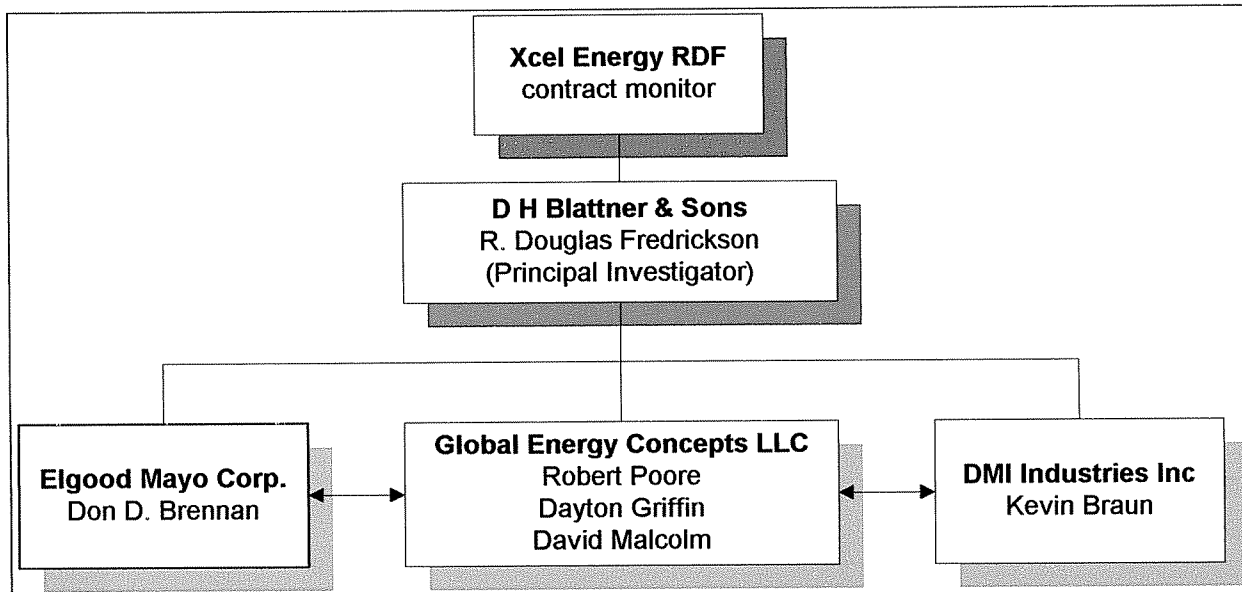 Xcel Energy RDF
contract monitor
D H Blattner & Sons
R. Douglas Fredrickson
(Principal Investigator)
Elgood Mayo Corp.
Don D. Brennan
Global Energy Concepts LLC
Robert Poore
Dayton Griffin
David Malcolm
DMI Industries Inc
Kevin Braun